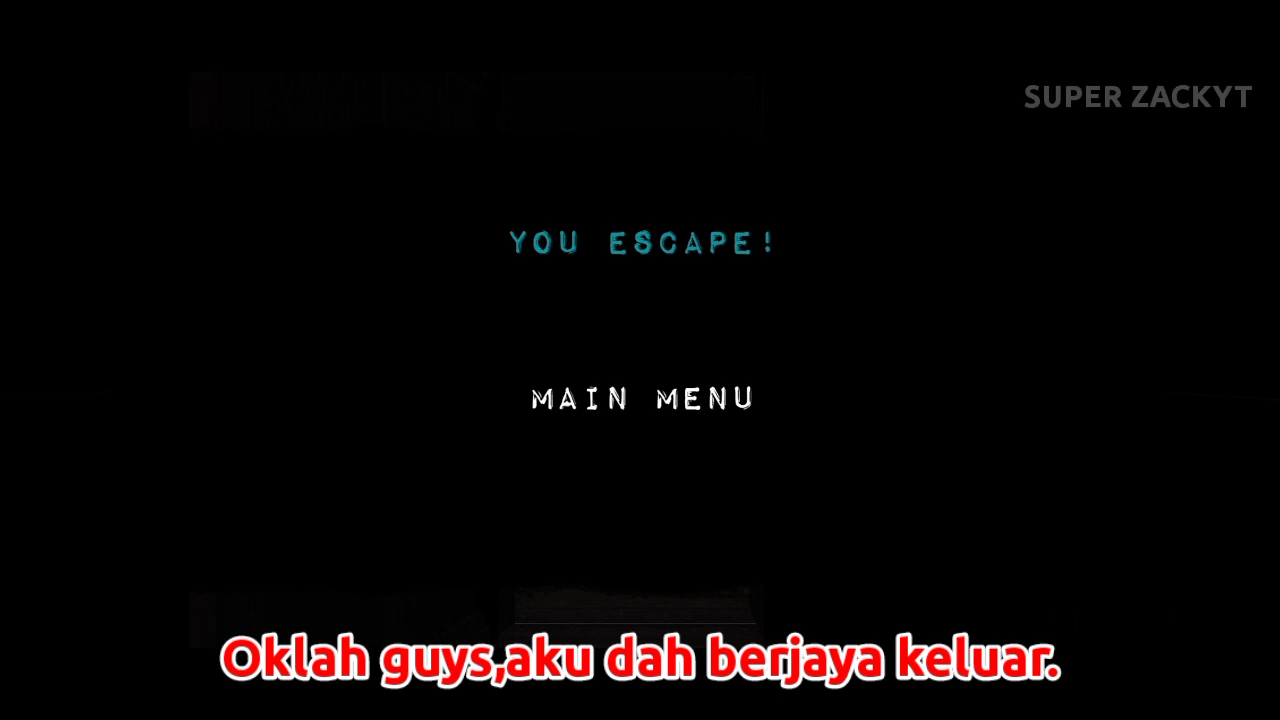 SUPER ZACKYT
YOU ESCAPE!
MAIN MENU
Oklah guys,aku dah berjaya keluar.